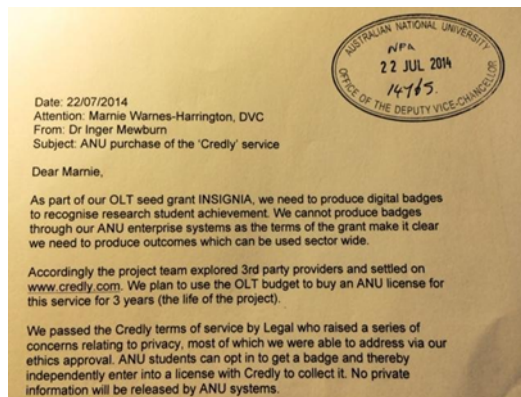 AUSTRALIAN NATIONAL UNIVERSITY
NPA
22 JUL 2014
14765.
OFFICE OF THE DEPUTY VICE-CHANCELLOR
Date: 22/07/2014
Attention: Marnie Warnes-Harrington, DVC
From: Dr Inger Mewburn
Subject: ANU purchase of the 'Credly' service
Dear Marnie,
As part of our OLT seed grant INSIGNIA, we need to produce digital badges
to recognise research student achievement. We cannot produce badges
through our ANU enterprise systems as the terms of the grant make it clear
we need to produce outcomes which can be used sector wide.
Accordingly the project team explored 3rd party providers and settled on
www.credly.com. We plan to use the OLT budget to buy an ANU license for
this service for 3 years (the life of the project).
We passed the Credly terms of service by Legal who raised a series of
concerns relating to privacy, most of which we were able to address via our
ethics approval. ANU students can opt in to get a badge and thereby
independently enter into a license with Credly to collect it. No private
information will be released by ANU systems.